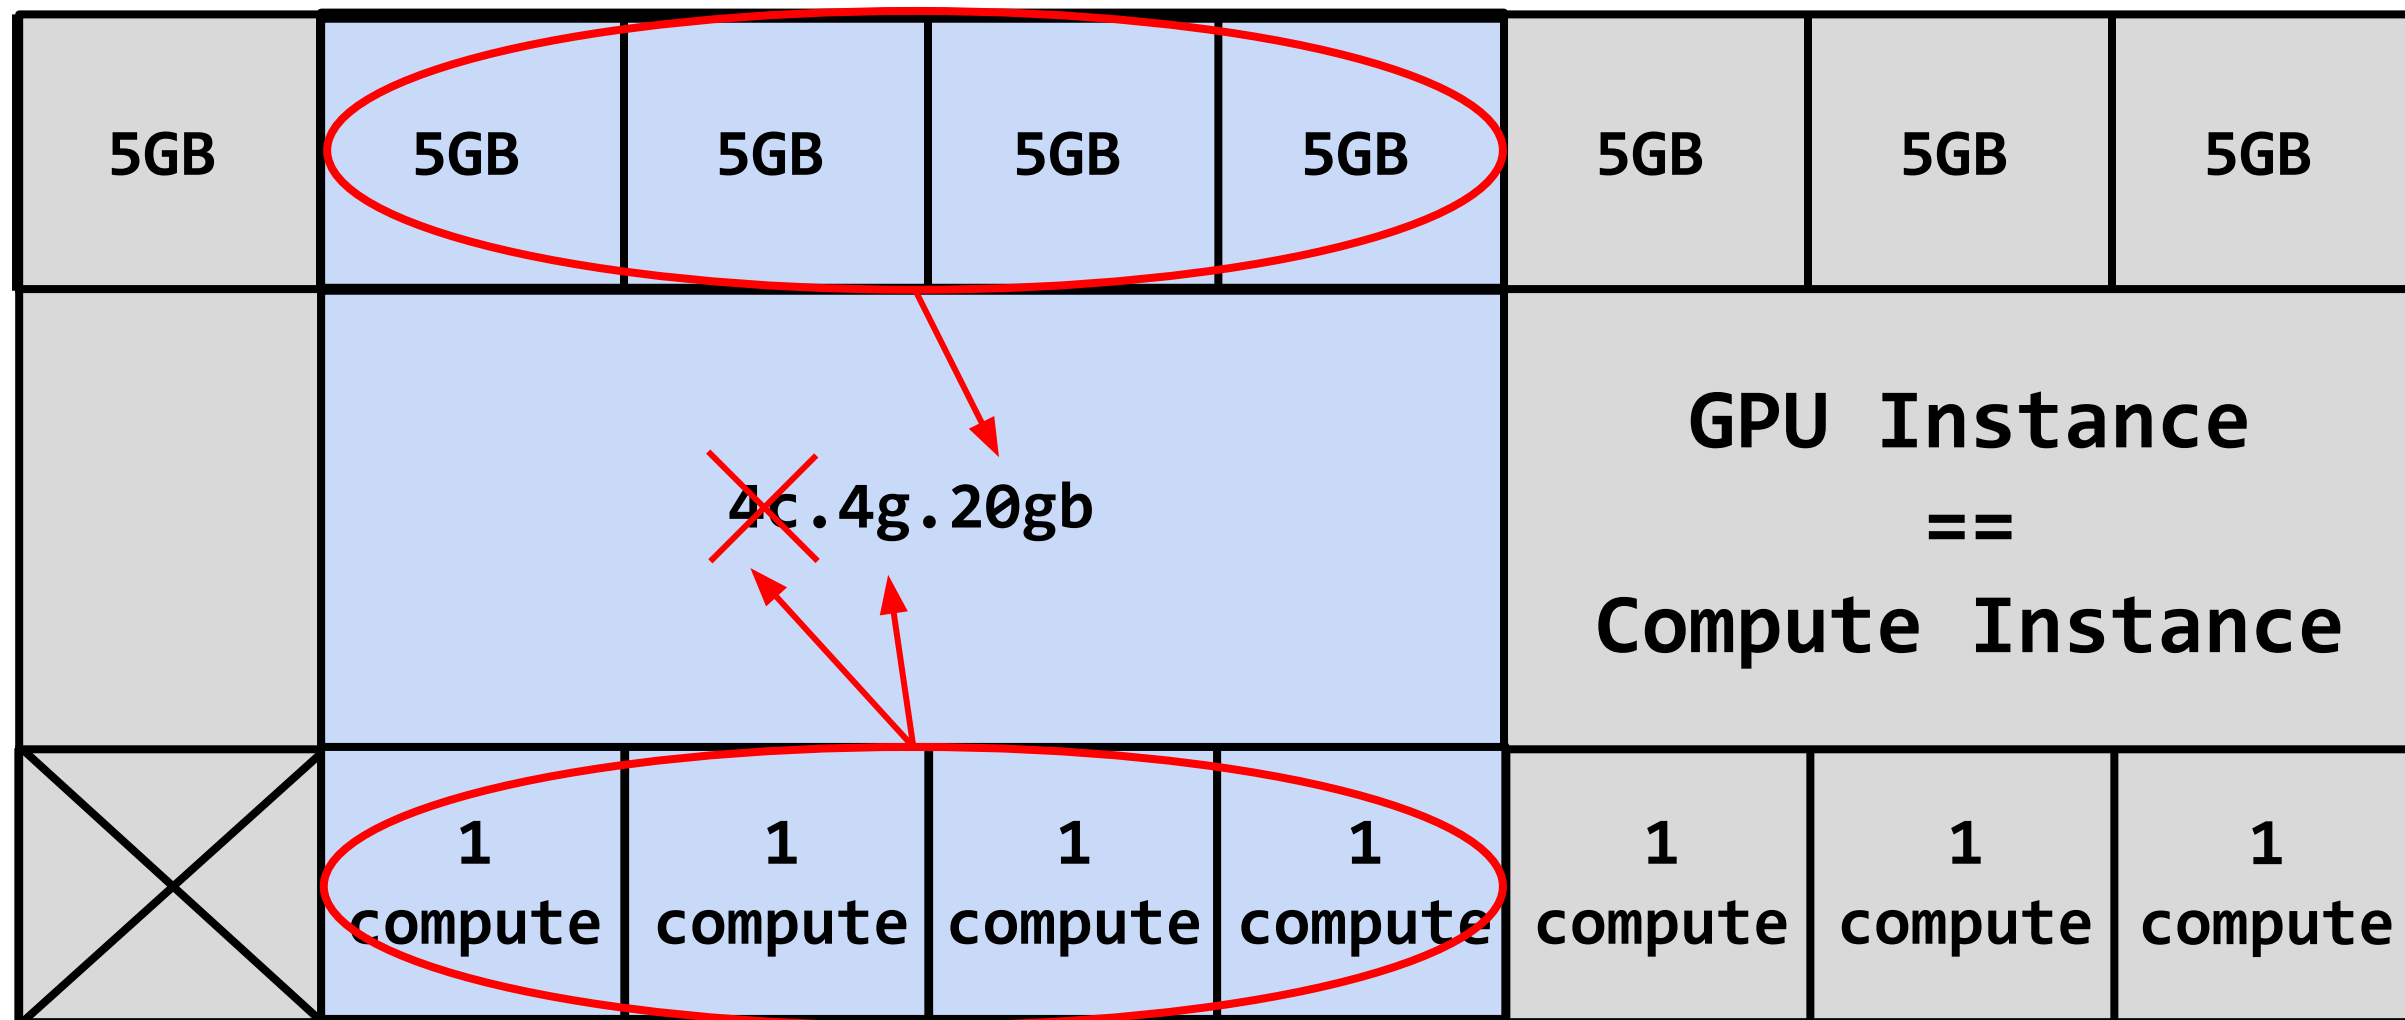 5GB 5GB 5GB 5GB 5GB 5GB 5GB 5GB
GPU Instance
4c.4g.20gb
==
Compute Instance
1 1 1 1 1 1 1
compute compute compute compute compute compute compute